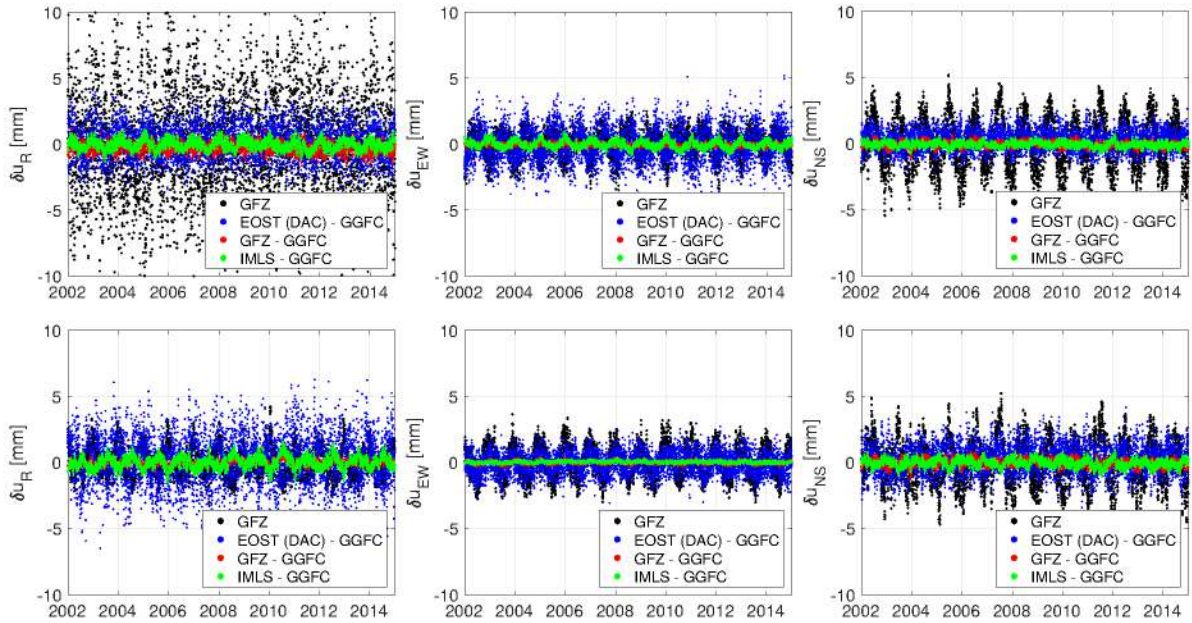 10
5
0
-5
-10
δu_R [mm]
GFZ
EOST (DAC) - GGFC
GFZ - GGFC
IMLS - GGFC
2002 2004 2006 2008 2010 2012 2014
10
5
0
-5
-10
δu_EW [mm]
GFZ
EOST (DAC) - GGFC
GFZ - GGFC
IMLS - GGFC
2002 2004 2006 2008 2010 2012 2014
10
5
0
-5
-10
δu_NS [mm]
GFZ
EOST (DAC) - GGFC
GFZ - GGFC
IMLS - GGFC
2002 2004 2006 2008 2010 2012 2014
10
5
0
-5
-10
δu_R [mm]
GFZ
EOST (DAC) - GGFC
GFZ - GGFC
IMLS - GGFC
2002 2004 2006 2008 2010 2012 2014
10
5
0
-5
-10
δu_EW [mm]
GFZ
EOST (DAC) - GGFC
GFZ - GGFC
IMLS - GGFC
2002 2004 2006 2008 2010 2012 2014
10
5
0
-5
-10
δu_NS [mm]
GFZ
EOST (DAC) - GGFC
GFZ - GGFC
IMLS - GGFC
2002 2004 2006 2008 2010 2012 2014